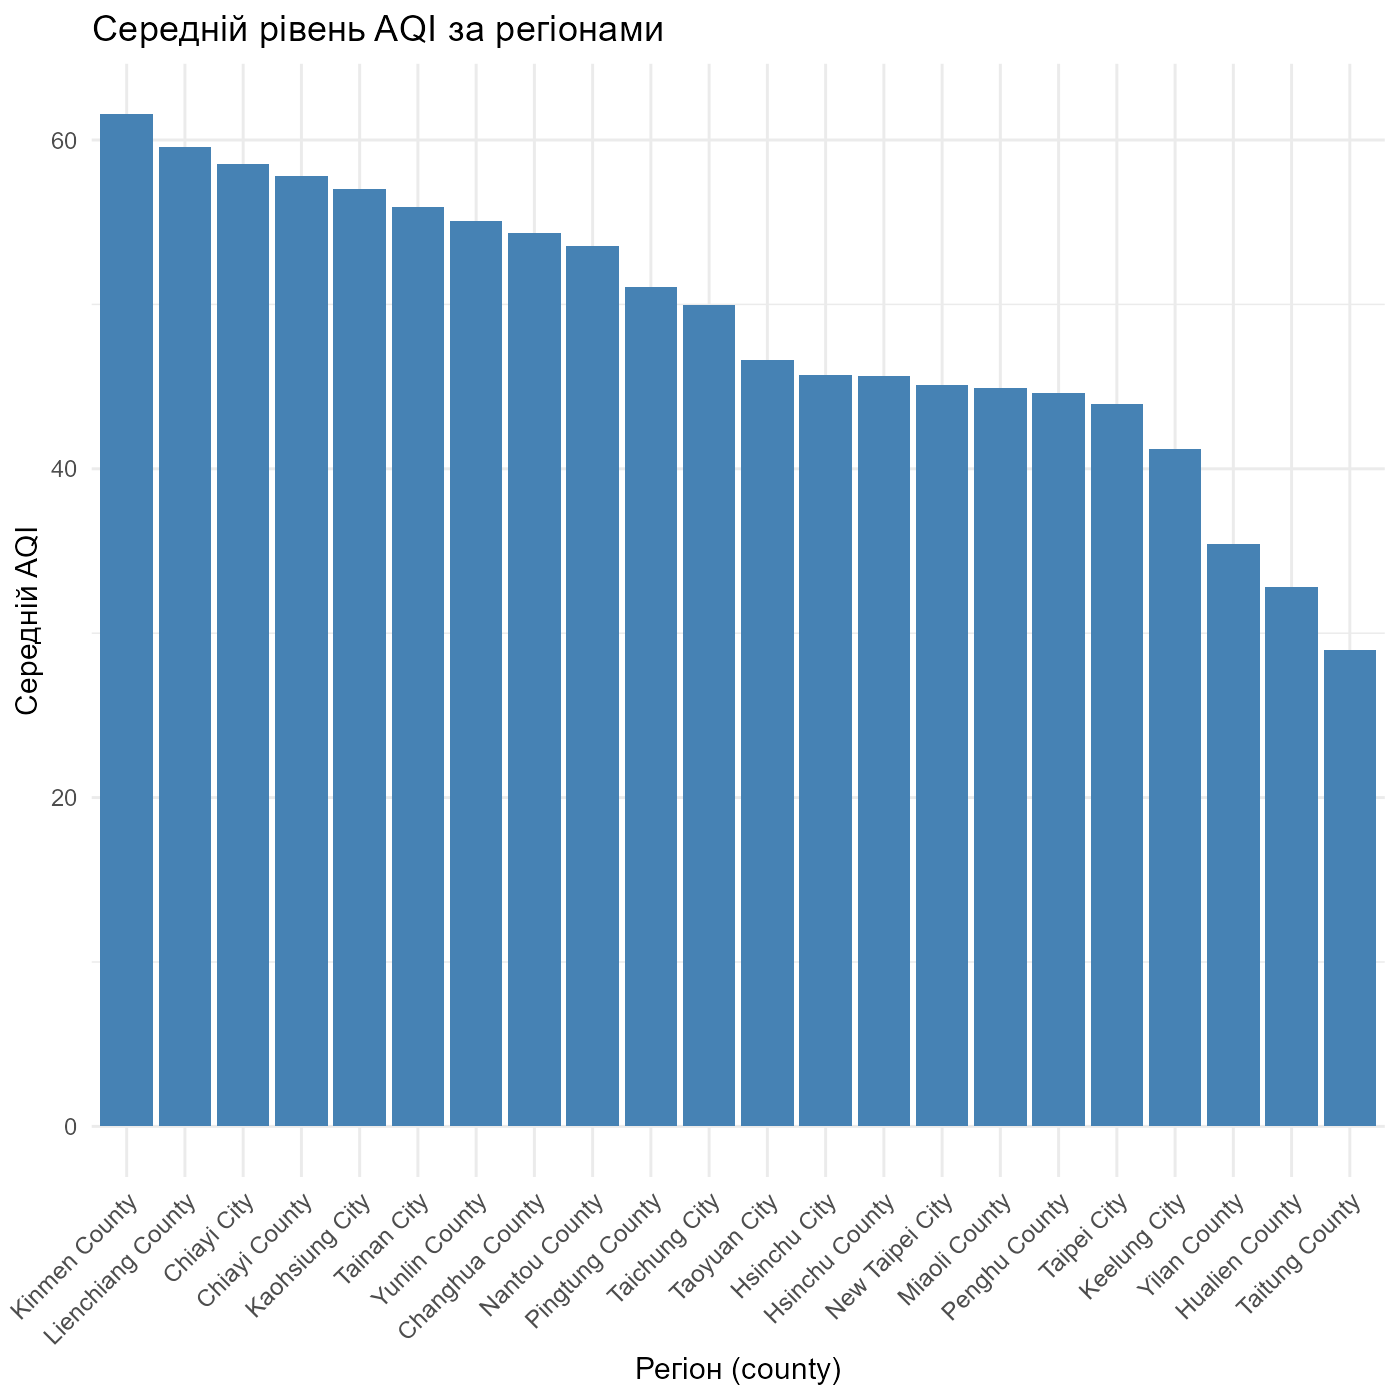 Середній рівень AQI за регіонами
Середній AQI
60
40
20
0
Kinmen County
Lienchiang County
Chiayi City
Chiayi County
Kaohsiung City
Tainan City
Yunlin County
Changhua County
Nantou County
Pingtung County
Taichung City
Taoyuan City
Hsinchu City
Hsinchu County
New Taipei City
Miaoli County
Penghu County
Taipei City
Keelung City
Yilan County
Hualien County
Taitung County
Регіон (county)